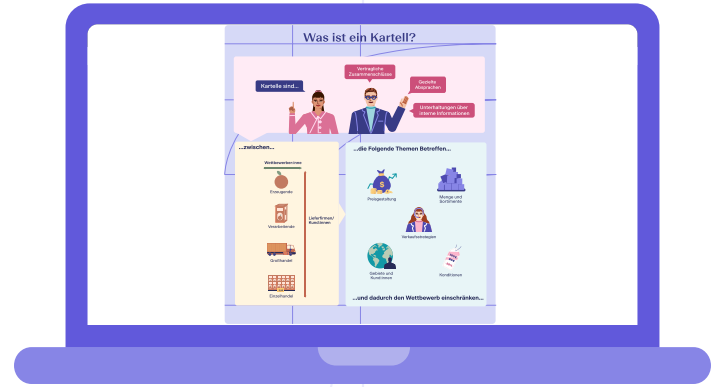 Was ist ein Kartell?
Kartelle sind...
Vertragliche
Zusammenschlüsse
Gezielte
Absprachen
Unterhaltungen über
interne Informationen
...zwischen...
Wettbewerber:innen
Erzeugende
Verarbeitende
Großhandel
Einzelhandel
Lieferfirmen/
Kund:innen
...die Folgende Themen Betreffen...
Preisgestaltung
Menge und
Sortimente
Verkaufsstrategien
Gebiete und
Kund:innen
Konditionen
...und dadurch den Wettbewerb einschränken...